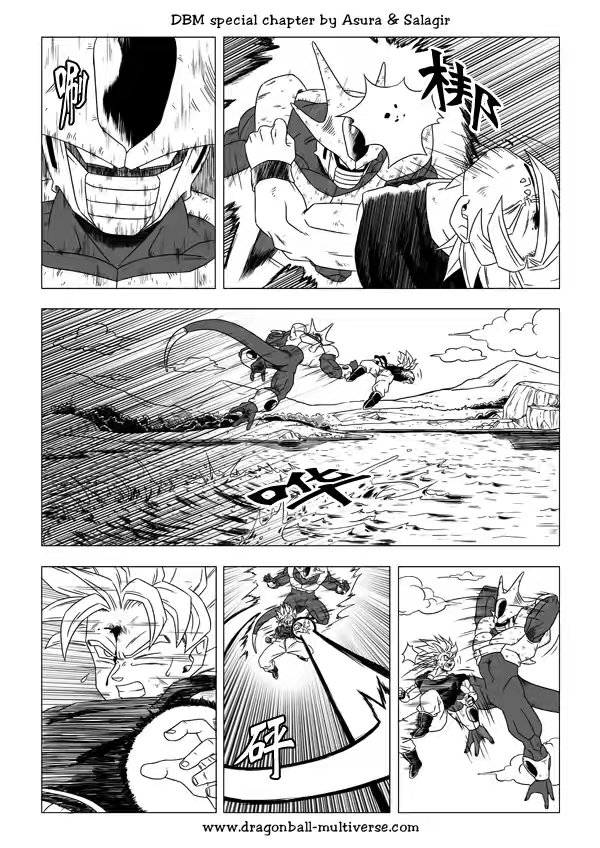 DBM special chapter by Asura & Salagir
唰
梆
哗
砰
www.dragonball-multiverse.com